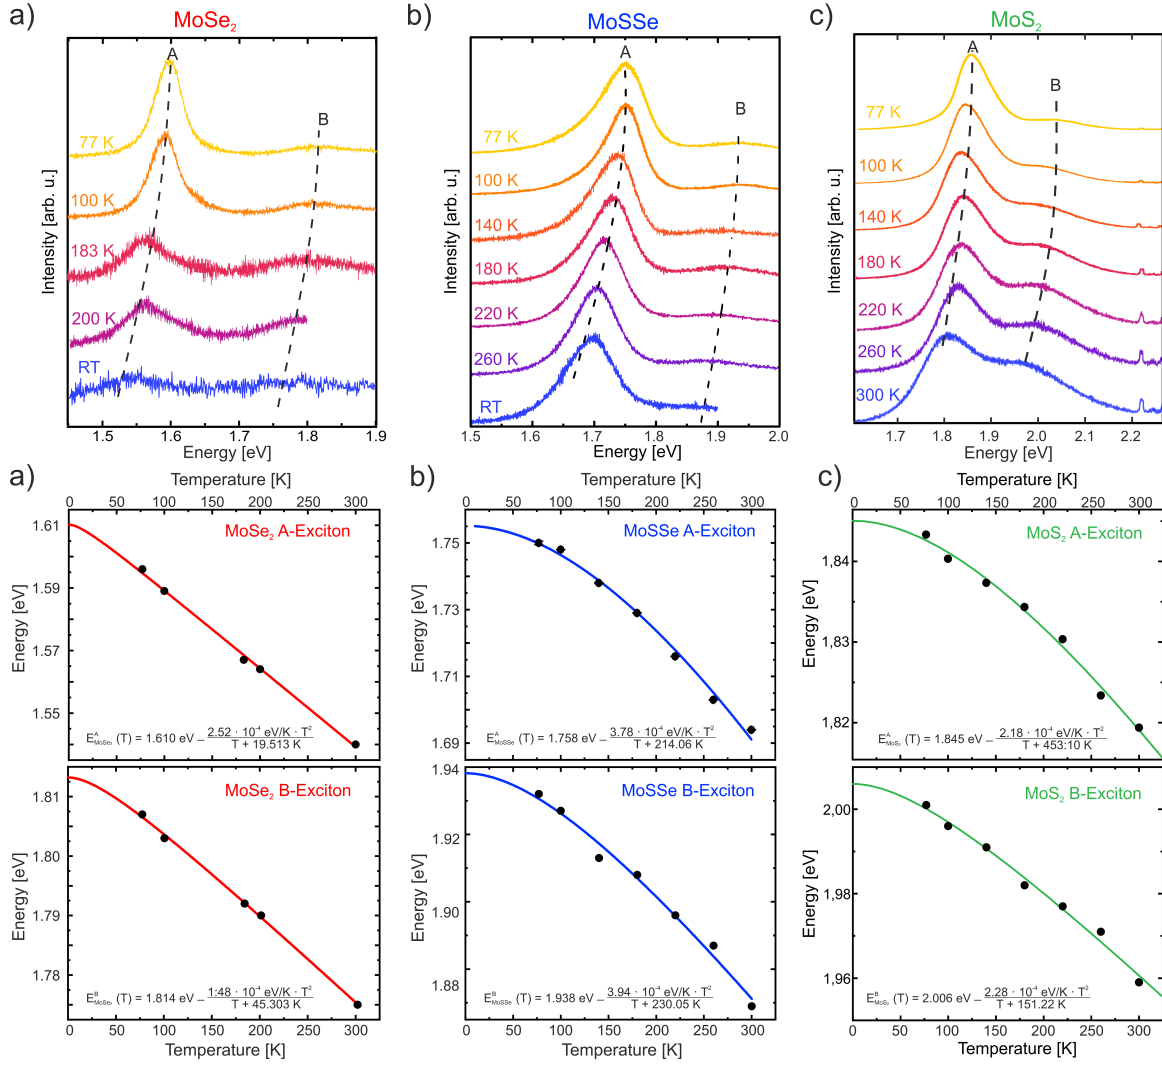 a)
MoSe2
A
B
77 K
100 K
183 K
200 K
RT
Intensity [arb. u.]
1.5 1.6 1.7 1.8 1.9
Energy [eV]
b)
MoSSe
A
B
77 K
100 K
140 K
180 K
220 K
260 K
RT
Intensity [arb. u.]
1.5 1.6 1.7 1.8 1.9 2.0
Energy [eV]
c)
MoS2
A
B
77 K
100 K
140 K
180 K
220 K
260 K
300 K
Intensity [arb. u.]
1.7 1.8 1.9 2.0 2.1 2.2
Energy [eV]
a)
Temperature [K]
0 50 100 150 200 250 300
MoSe2 A-Exciton
Energy [eV]
1.61
1.59
1.57
1.55
E^A_MoSe2 (T) = 1.610 eV – 2.52 · 10^-4 eV/K · T^2
T + 19.513 K
MoSe2 B-Exciton
Energy [eV]
1.81
1.80
1.79
1.78
E^B_MoSe2 (T) = 1.814 eV – 1:48 · 10^-4 eV/K · T^2
T + 45.303 K
0 50 100 150 200 250 300
Temperature [K]
b)
Temperature [K]
0 50 100 150 200 250 300
MoSSe A-Exciton
Energy [eV]
1.75
1.73
1.71
1.69
E^A_MoSSe (T) = 1.758 eV – 3.78 · 10^-4 eV/K · T^2
T + 214.06 K
MoSSe B-Exciton
Energy [eV]
1.94
1.92
1.90
1.88
E^B_MoSSe (T) = 1.938 eV – 3.94 · 10^-4 eV/K · T^2
T + 230.05 K
0 50 100 150 200 250 300
Temperature [K]
c)
Temperature [K]
0 50 100 150 200 250 300
MoS2 A-Exciton
Energy [eV]
1,84
1,83
1,82
E^A_MoS2 (T) = 1.845 eV – 2.18 · 10^-4 eV/K · T^2
T + 453:10 K
MoS2 B-Exciton
Energy [eV]
2,00
1,98
1,96
E^B_MoS2 (T) = 2.006 eV – 2.28 · 10^-4 eV/K · T^2
T + 151.22 K
0 50 100 150 200 250 300
Temperature [K]